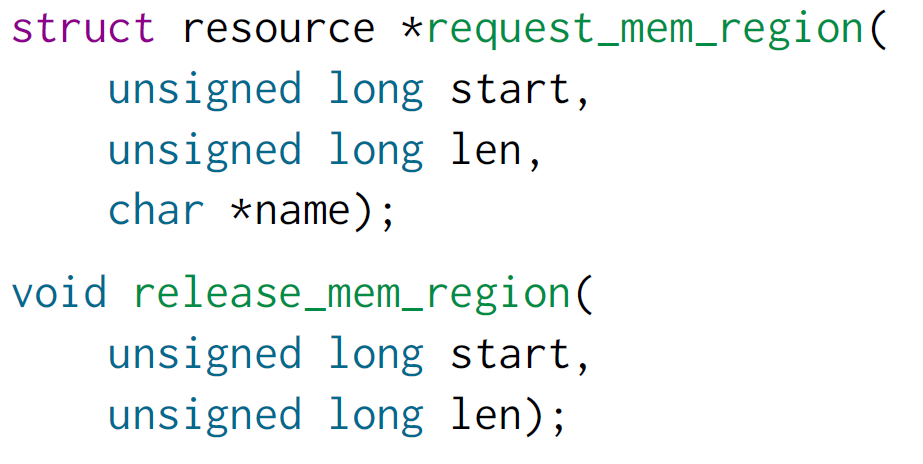 struct resource *request_mem_region(
    unsigned long start,
    unsigned long len,
    char *name);
void release_mem_region(
    unsigned long start,
    unsigned long len);